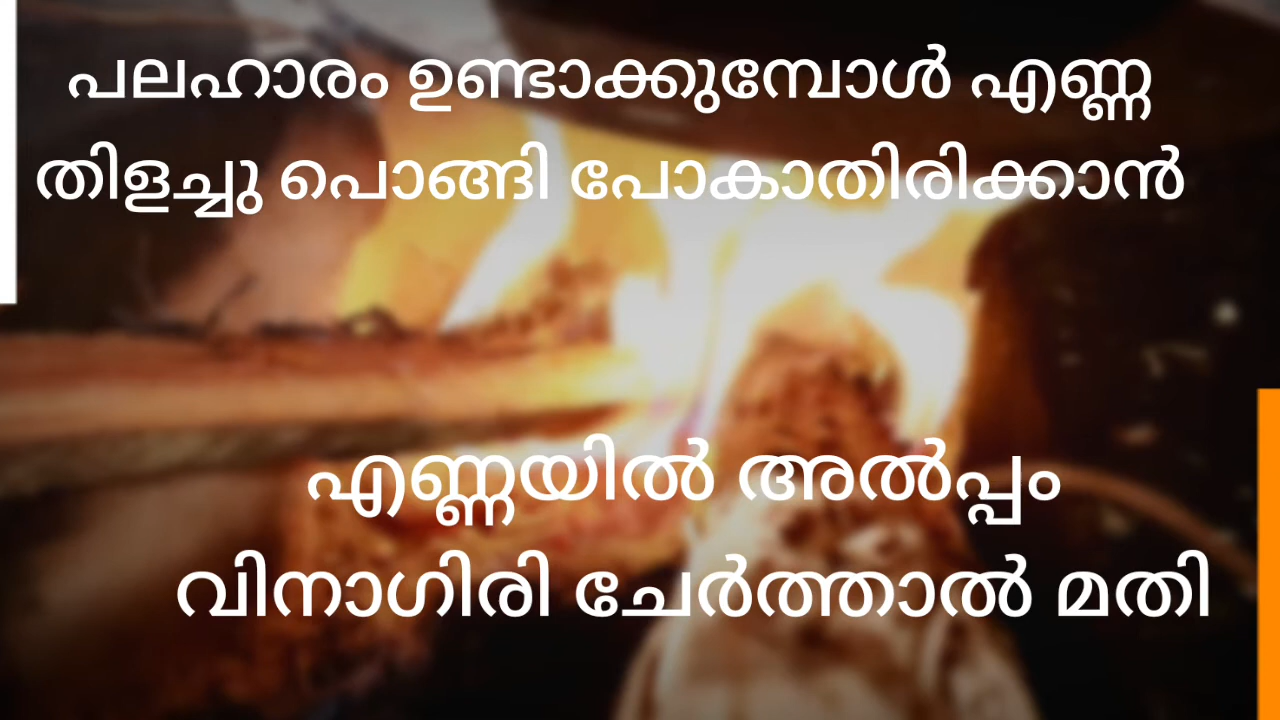 പലഹാരം ഉണ്ടാക്കുമ്പോൾ എണ്ണ
തിളച്ചു പൊങ്ങി പോകാതിരിക്കാൻ
എണ്ണയിൽ അൽപ്പം
വിനാഗിരി ചേർത്താൽ മതി